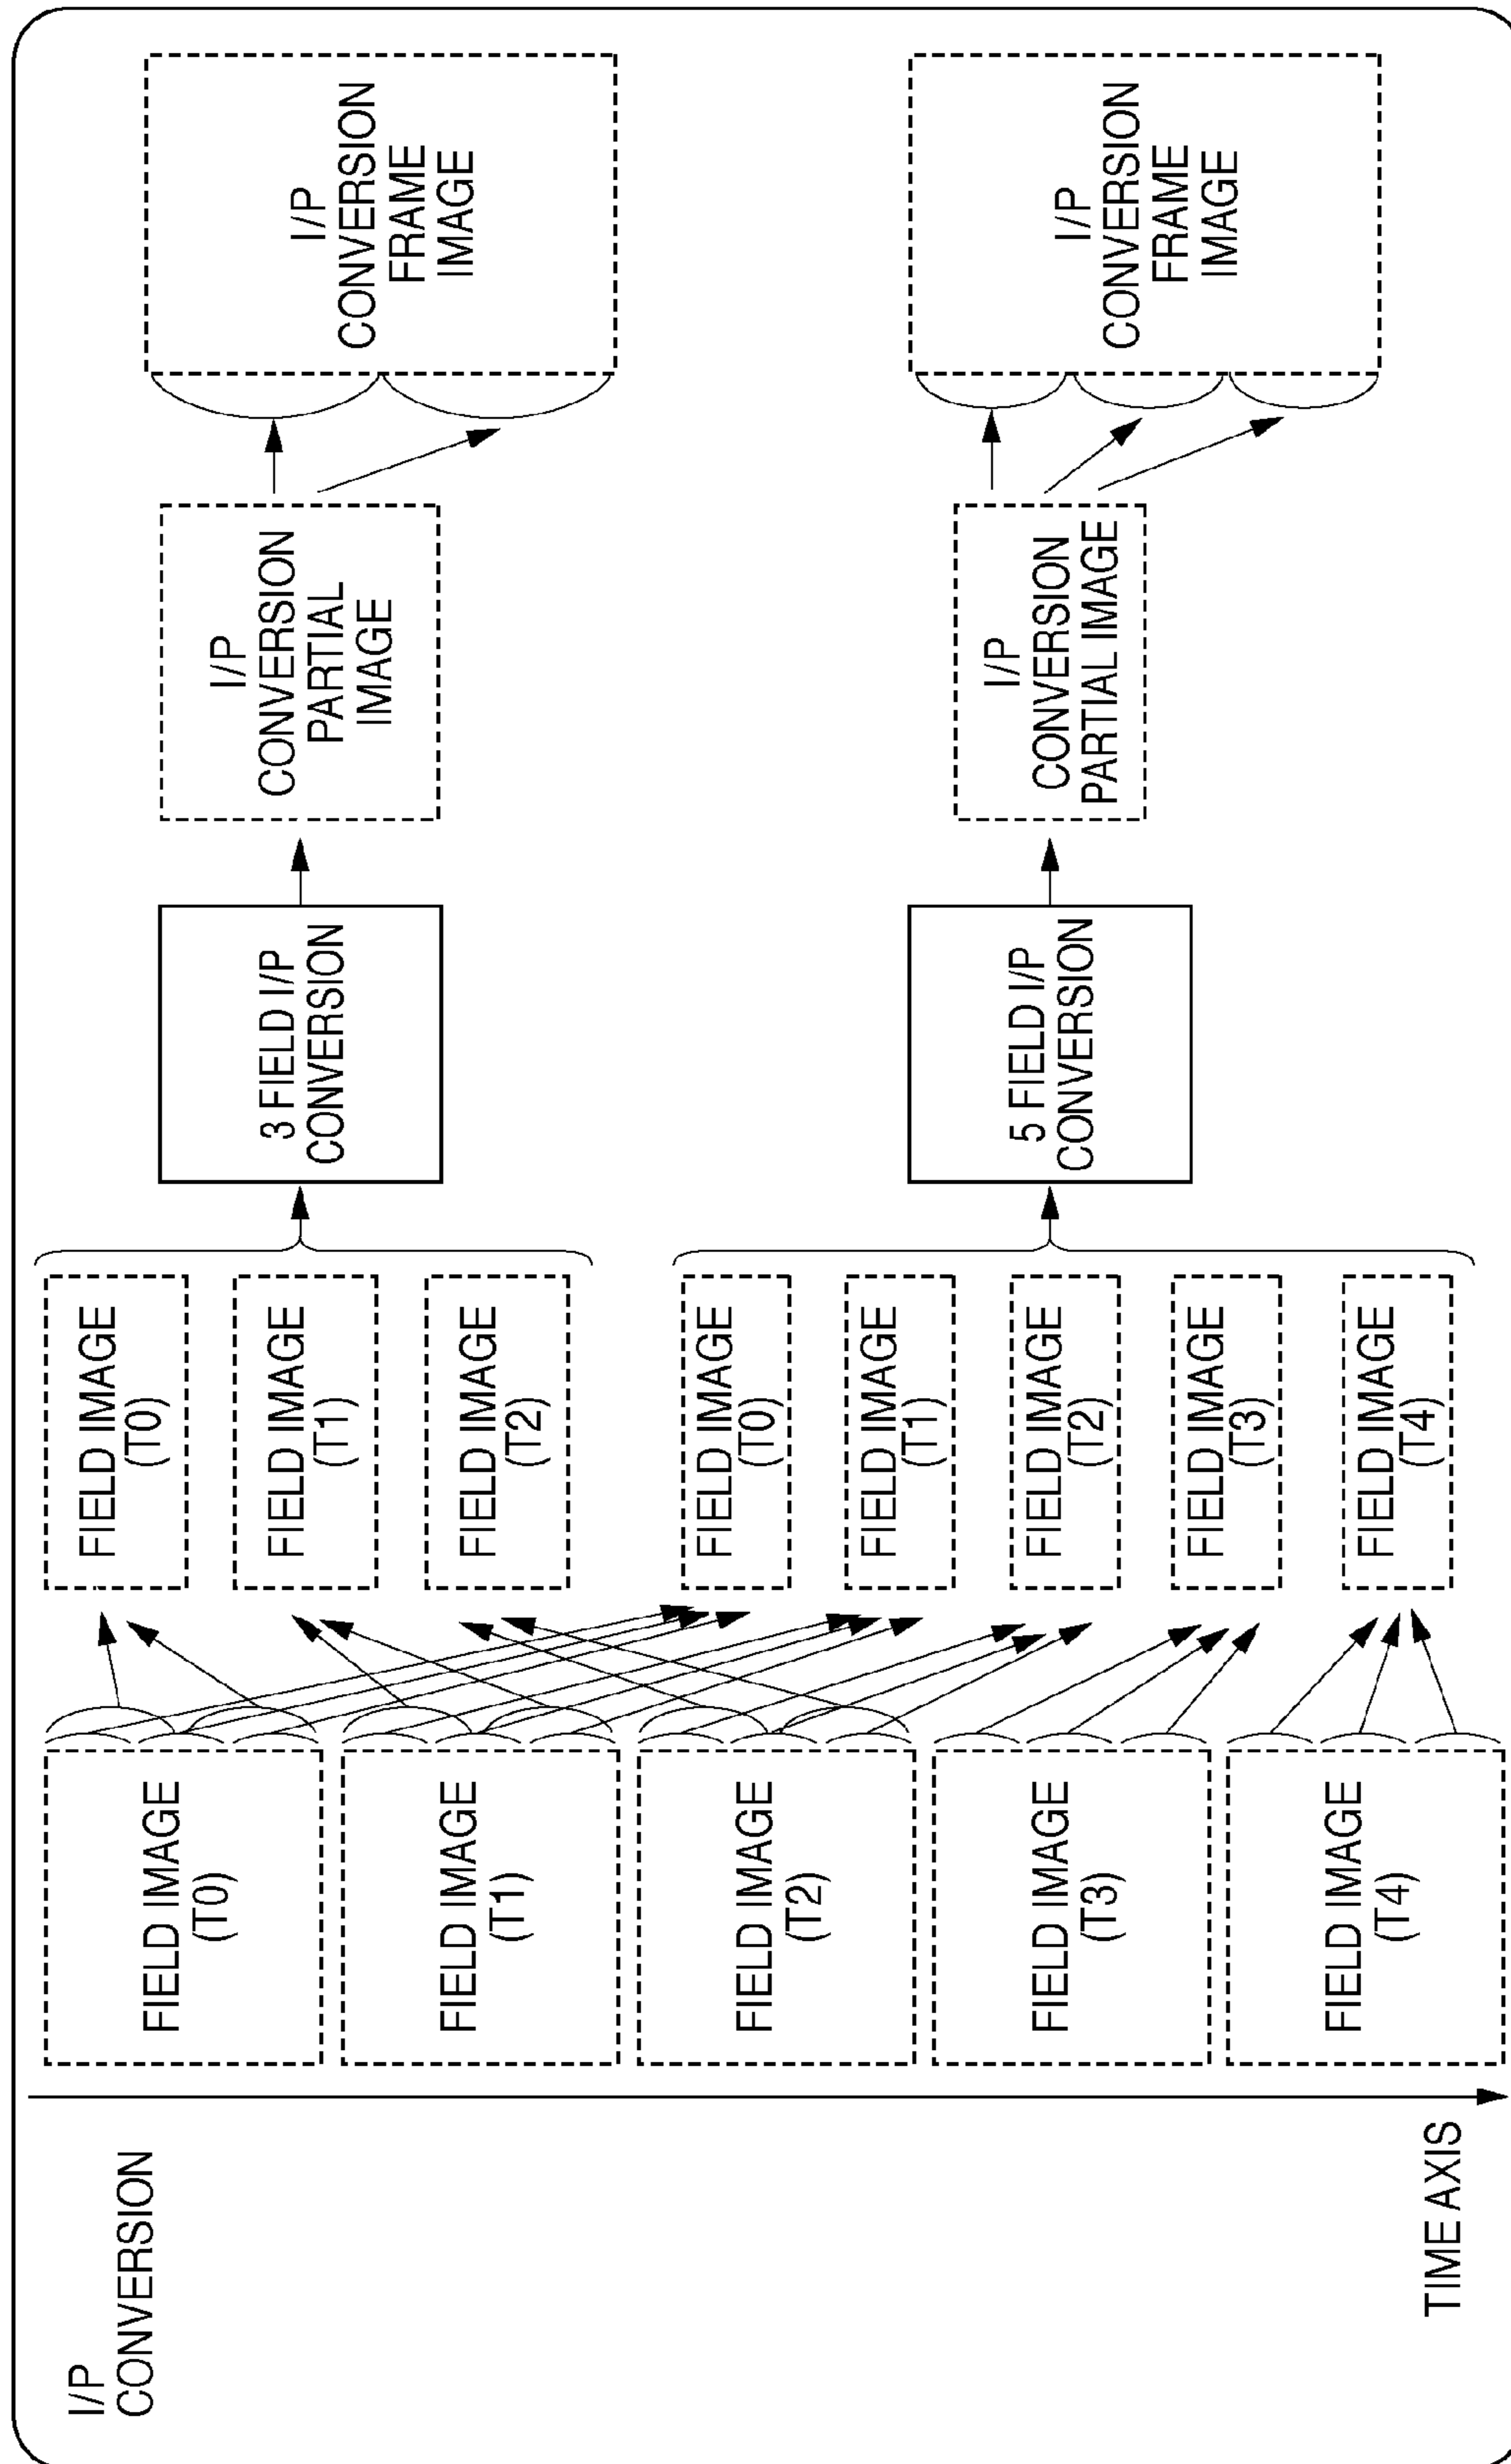 I/P
CONVERSION
TIME AXIS
FIELD IMAGE
(T0)
FIELD IMAGE
(T1)
FIELD IMAGE
(T2)
FIELD IMAGE
(T3)
FIELD IMAGE
(T4)
FIELD IMAGE
(T0)
FIELD IMAGE
(T1)
FIELD IMAGE
(T2)
FIELD IMAGE
(T0)
FIELD IMAGE
(T1)
FIELD IMAGE
(T2)
FIELD IMAGE
(T3)
FIELD IMAGE
(T4)
3 FIELD I/P
CONVERSION
5 FIELD I/P
CONVERSION
I/P
CONVERSION
PARTIAL
IMAGE
I/P
CONVERSION
PARTIAL IMAGE
I/P
CONVERSION
FRAME
IMAGE
I/P
CONVERSION
FRAME
IMAGE